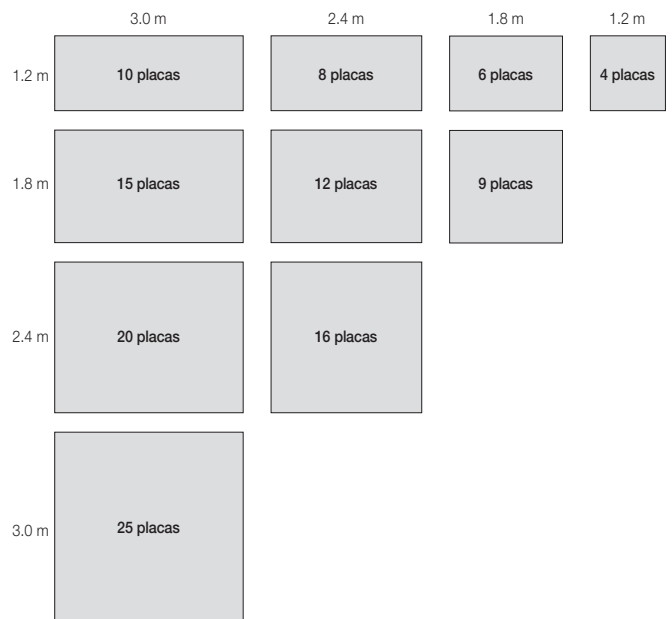 3.0 m 2.4 m 1.8 m 1.2 m
1.2 m 10 placas 8 placas 6 placas 4 placas
1.8 m 15 placas 12 placas 9 placas
2.4 m 20 placas 16 placas
3.0 m 25 placas